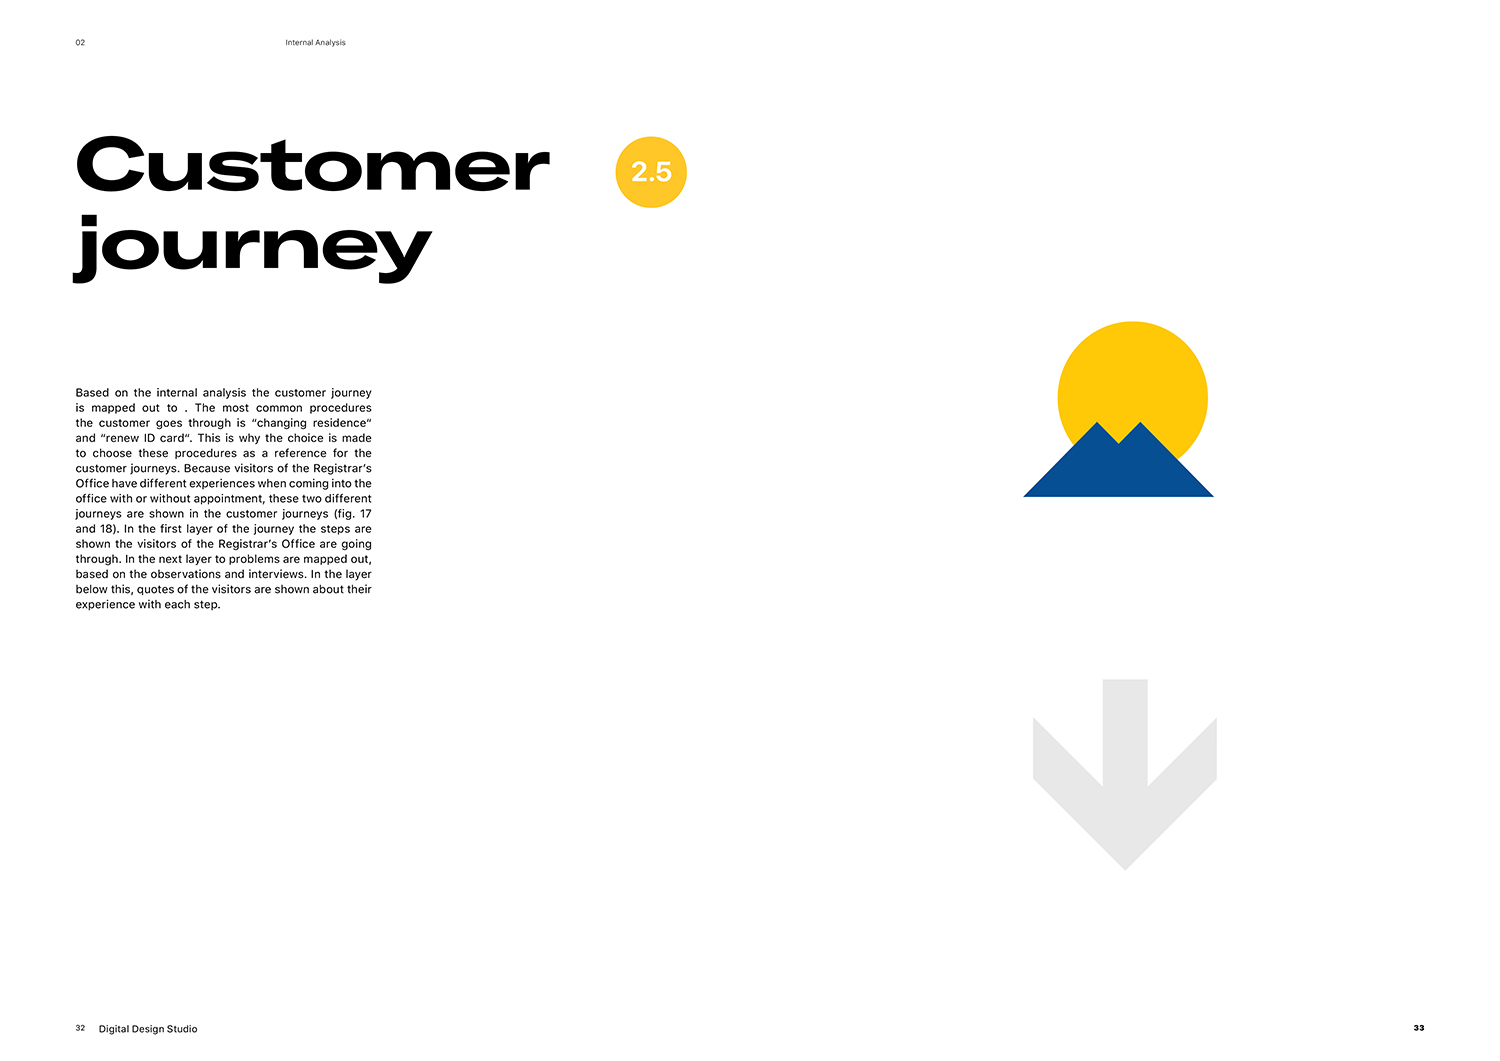 02
Internal Analysis
Customer
journey
2.5
Based on the internal analysis the customer journey
is mapped out to . The most common procedures
the customer goes through is “changing residence“
and “renew ID card“. This is why the choice is made
to choose these procedures as a reference for the
customer journeys. Because visitors of the Registrar’s
Office have different experiences when coming into the
office with or without appointment, these two different
journeys are shown in the customer journeys (fig. 17
and 18). In the first layer of the journey the steps are
shown the visitors of the Registrar’s Office are going
through. In the next layer to problems are mapped out,
based on the observations and interviews. In the layer
below this, quotes of the visitors are shown about their
experience with each step.
32
Digital Design Studio
33